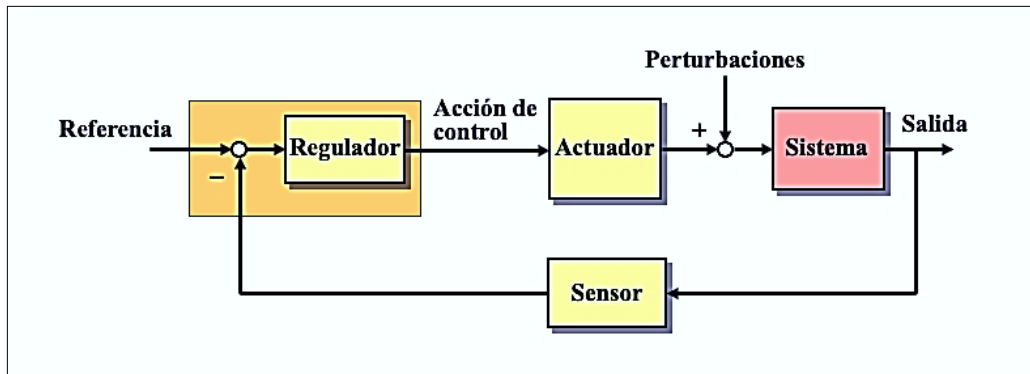 Perturbaciones
Referencia
Regulador
Acción de
control
Actuador
+
Sistema
Salida
−
Sensor